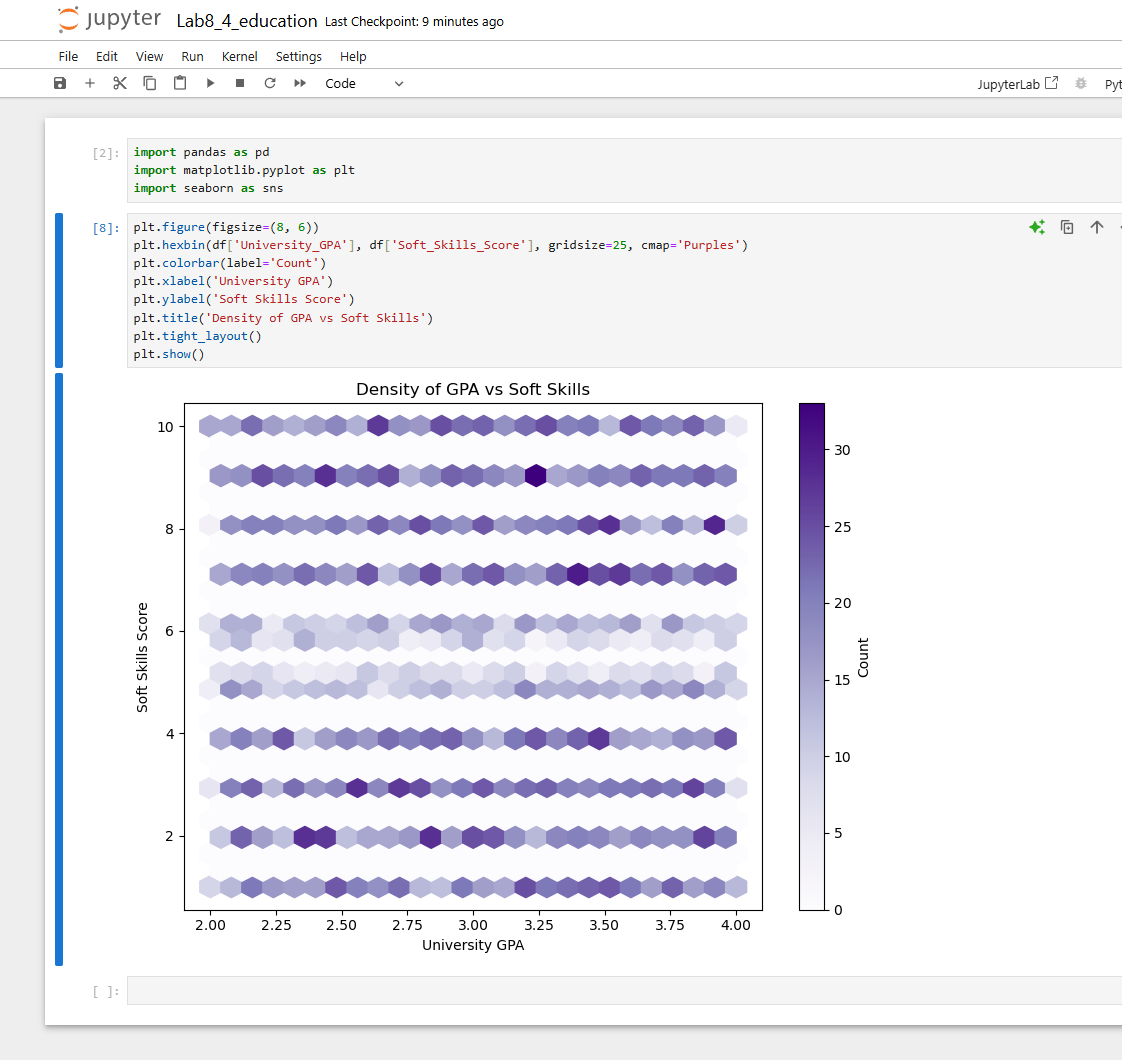 jupyter Lab8_4_education Last Checkpoint: 9 minutes ago
File Edit View Run Kernel Settings Help
Code JupyterLab Pyt
[2]: import pandas as pd
import matplotlib.pyplot as plt
import seaborn as sns
[8]: plt.figure(figsize=(8, 6))
plt.hexbin(df['University_GPA'], df['Soft_Skills_Score'], gridsize=25, cmap='Purples')
plt.colorbar(label='Count')
plt.xlabel('University GPA')
plt.ylabel('Soft Skills Score')
plt.title('Density of GPA vs Soft Skills')
plt.tight_layout()
plt.show()
Density of GPA vs Soft Skills
10
8
6
4
2
Soft Skills Score
2.00 2.25 2.50 2.75 3.00 3.25 3.50 3.75 4.00
University GPA
30
25
20
15
10
5
0
Count
[ ]: